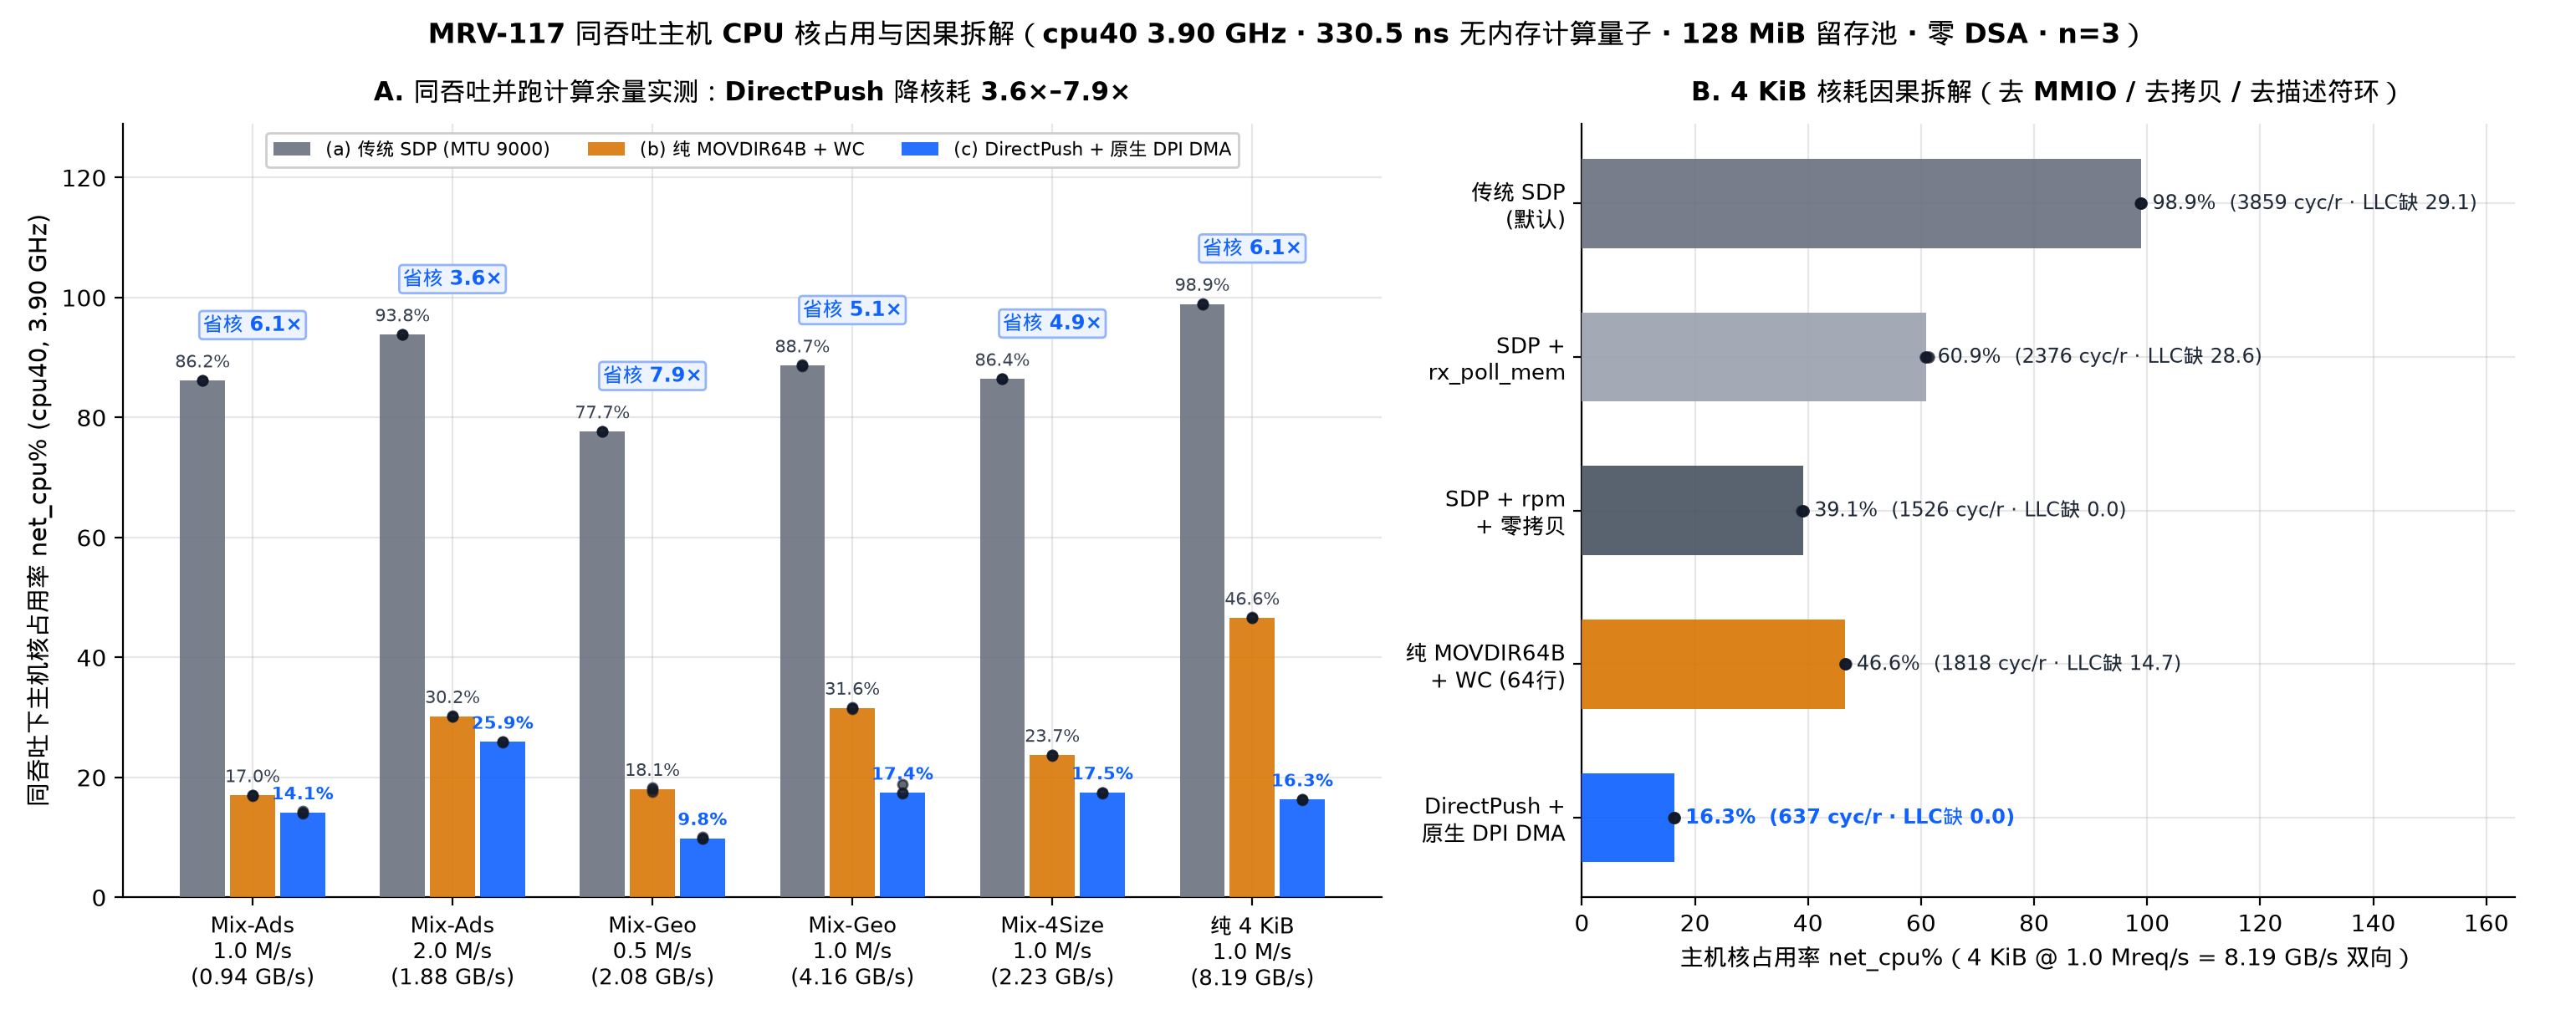 MRV-117 同吞吐主机 CPU 核占用与因果拆解（cpu40 3.90 GHz · 330.5 ns 无内存计算量子 · 128 MiB 留存池 · 零 DSA · n=3）
A. 同吞吐并跑计算余量实测：DirectPush 降核耗 3.6×–7.9×
(a) 传统 SDP (MTU 9000)
(b) 纯 MOVDIR64B + WC
(c) DirectPush + 原生 DPI DMA
同吞吐下主机核占用率 net_cpu% (cpu40, 3.90 GHz)
120
100
80
60
40
20
0
省核 6.1×
86.2%
17.0%
14.1%
省核 3.6×
93.8%
30.2%
25.9%
省核 7.9×
77.7%
18.1%
9.8%
省核 5.1×
88.7%
31.6%
17.4%
省核 4.9×
86.4%
23.7%
17.5%
省核 6.1×
98.9%
46.6%
16.3%
Mix-Ads
1.0 M/s
(0.94 GB/s)
Mix-Ads
2.0 M/s
(1.88 GB/s)
Mix-Geo
0.5 M/s
(2.08 GB/s)
Mix-Geo
1.0 M/s
(4.16 GB/s)
Mix-4Size
1.0 M/s
(2.23 GB/s)
纯 4 KiB
1.0 M/s
(8.19 GB/s)
B. 4 KiB 核耗因果拆解（去 MMIO / 去拷贝 / 去描述符环）
传统 SDP
(默认)
98.9% (3859 cyc/r · LLC缺 29.1)
SDP +
rx_poll_mem
60.9% (2376 cyc/r · LLC缺 28.6)
SDP + rpm
+ 零拷贝
39.1% (1526 cyc/r · LLC缺 0.0)
纯 MOVDIR64B
+ WC (64行)
46.6% (1818 cyc/r · LLC缺 14.7)
DirectPush +
原生 DPI DMA
16.3% (637 cyc/r · LLC缺 0.0)
0
20
40
60
80
100
120
140
160
主机核占用率 net_cpu%（4 KiB @ 1.0 Mreq/s = 8.19 GB/s 双向）